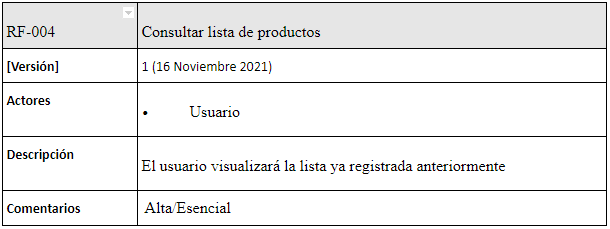 RF-004 Consultar lista de productos
[Versión] 1 (16 Noviembre 2021)
Actores
• Usuario
Descripción
El usuario visualizará la lista ya registrada anteriormente
Comentarios Alta/Esencial